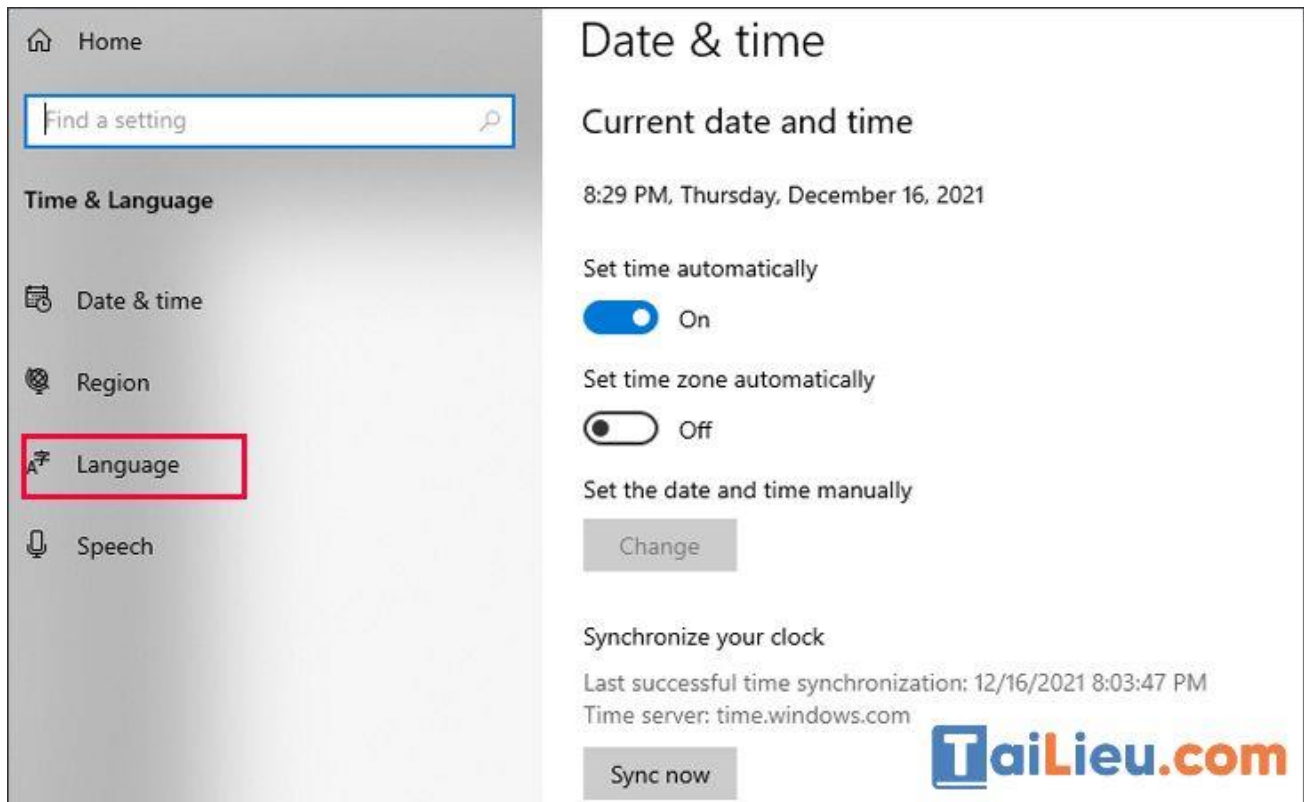 Home
Find a setting
Time & Language
Date & time
Region
Language
Speech
Date & time
Current date and time
8:29 PM, Thursday, December 16, 2021
Set time automatically
On
Set time zone automatically
Off
Set the date and time manually
Change
Synchronize your clock
Last successful time synchronization: 12/16/2021 8:03:47 PM
Time server: time.windows.com
Sync now
TaiLieu.com